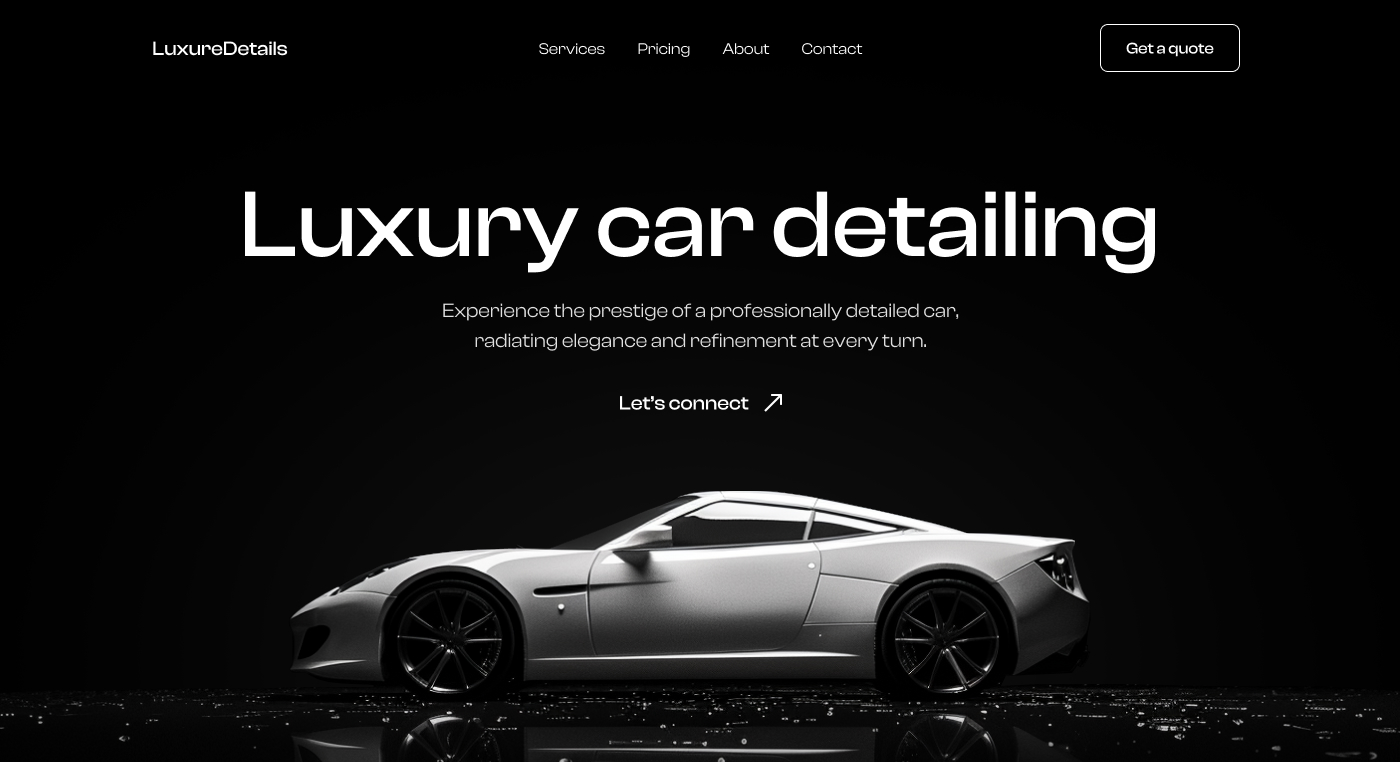 LuxureDetails
Services
Pricing
About
Contact
Get a quote
Luxury car detailing
Experience the prestige of a professionally detailed car,
radiating elegance and refinement at every turn.
Let’s connect